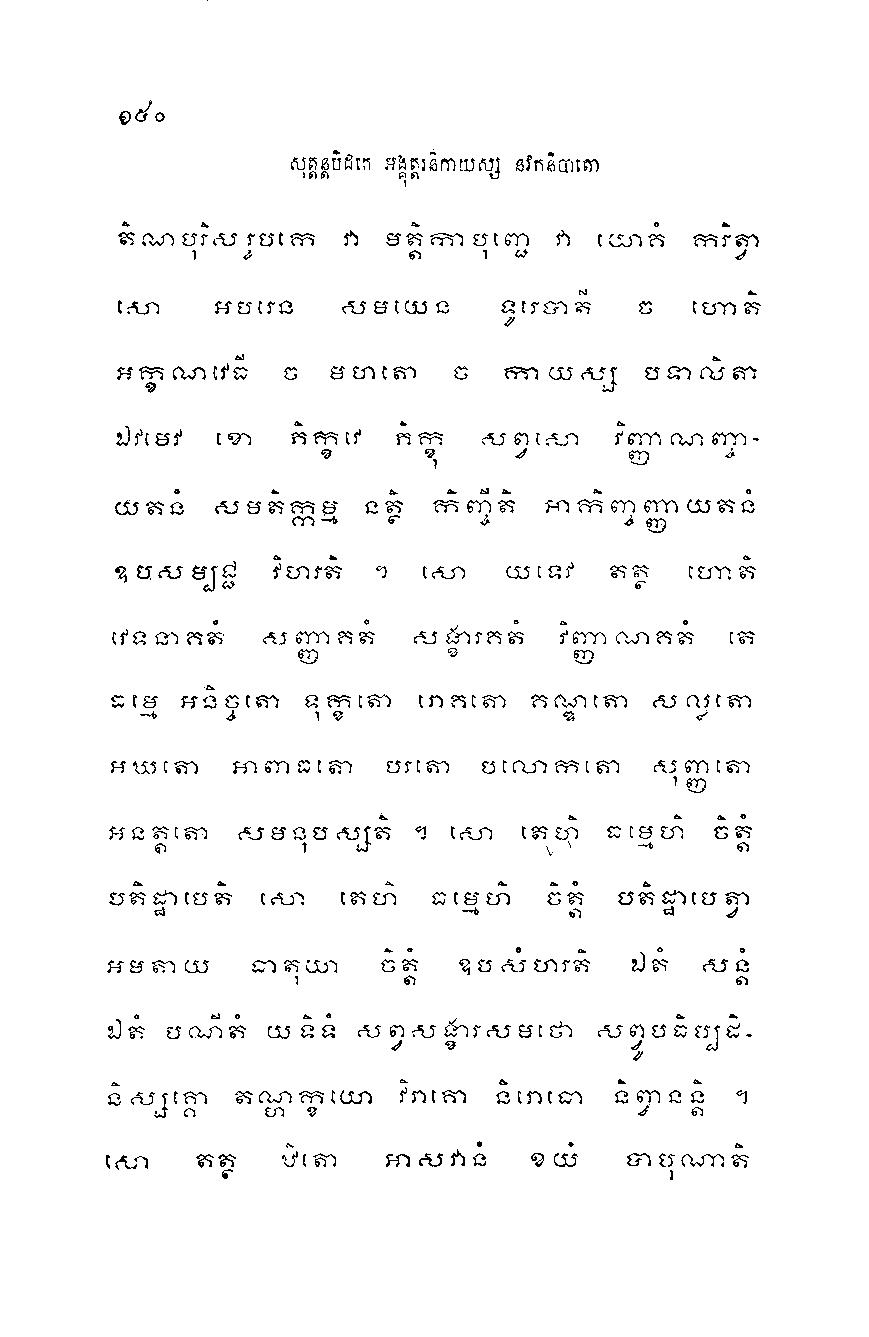 ១៥០
សុត្តន្តបិដកេ អង្គុត្តរនិកាយស្ស នវកនិបាតោ
តិណបុរិសរូបកេ វា មត្តិកាបុញ្ជេ វា យោគំ ករិត្វា
សោ អបរេន សមយេន ទូរេបាតី ច ហោតិ
អក្ខណវេធី ច មហតោ ច កាយស្ស បទាលិតា
ឯវមេវ ខោ ភិក្ខវេ ភិក្ខុ សព្វសោ វិញ្ញាណញ្ចា-
យតនំ សមតិក្កម្ម នត្ថិ កិញ្ចីតិ អាកិញ្ចញ្ញាយតនំ
ឧបសម្បជ្ជ វិហរតិ ។ សោ យទេវ តត្ថ ហោតិ
វេទនាគតំ សញ្ញាគតំ សង្ខារគតំ វិញ្ញាណគតំ តេ
ធម្មេ អនិច្ចតោ ទុក្ខតោ រោគតោ គណ្ឌតោ សល្លតោ
អឃតោ អាពាធតោ បរតោ បលោកតោ សុញ្ញតោ
អនត្តតោ សមនុបស្សតិ ។ សោ តេហិ ធម្មេហិ ចិត្តំ
បតិដ្ឋាបេតិ សោ តេហិ ធម្មេហិ ចិត្តំ បតិដ្ឋាបេត្វា
អមតាយ ធាតុយា ចិត្តំ ឧបសំហរតិ ឯតំ សន្តំ
ឯតំ បណីតំ យទិទំ សព្វសង្ខារសមថោ សព្វូបធិប្បដិ-
និស្សគ្គោ តណ្ហក្ខយោ វិរាគោ និរោធោ និព្វានន្តិ ។
សោ តត្ថ ឋិតោ អាសវានំ ខយំ បាបុណាតិ